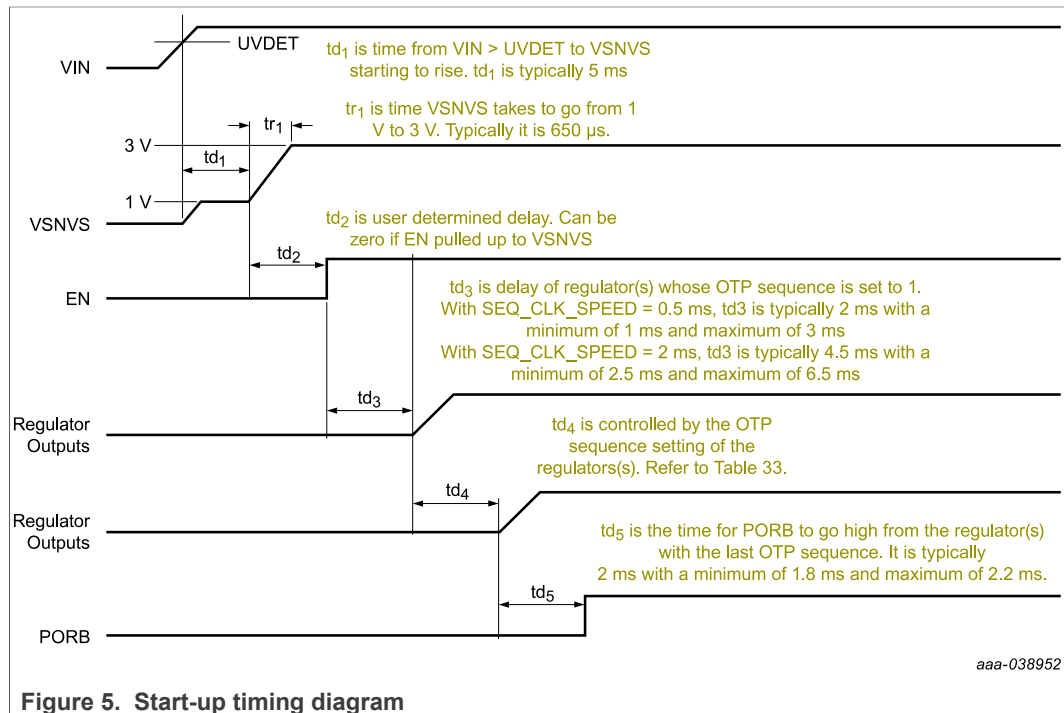 UVDET
VIN
td1 is time from VIN > UVDET to VSNVS
starting to rise. td1 is typically 5 ms
tr1 is time VSNVS takes to go from 1
V to 3 V. Typically it is 650 µs.
tr1
3 V
td1
1 V
VSNVS
td2 is user determined delay. Can be
zero if EN pulled up to VSNVS
td2
EN
td3 is delay of regulator(s) whose OTP sequence is set to 1.
With SEQ_CLK_SPEED = 0.5 ms, td3 is typically 2 ms with a
minimum of 1 ms and maximum of 3 ms
With SEQ_CLK_SPEED = 2 ms, td3 is typically 4.5 ms with a
minimum of 2.5 ms and maximum of 6.5 ms
td3
Regulator
Outputs
td4 is controlled by the OTP
sequence setting of the
regulators(s). Refer to Table 33.
td4
Regulator
Outputs
td5 is the time for PORB to go high from the regulator(s)
with the last OTP sequence. It is typically
2 ms with a minimum of 1.8 ms and maximum of 2.2 ms.
td5
PORB
aaa-038952
Figure 5. Start-up timing diagram